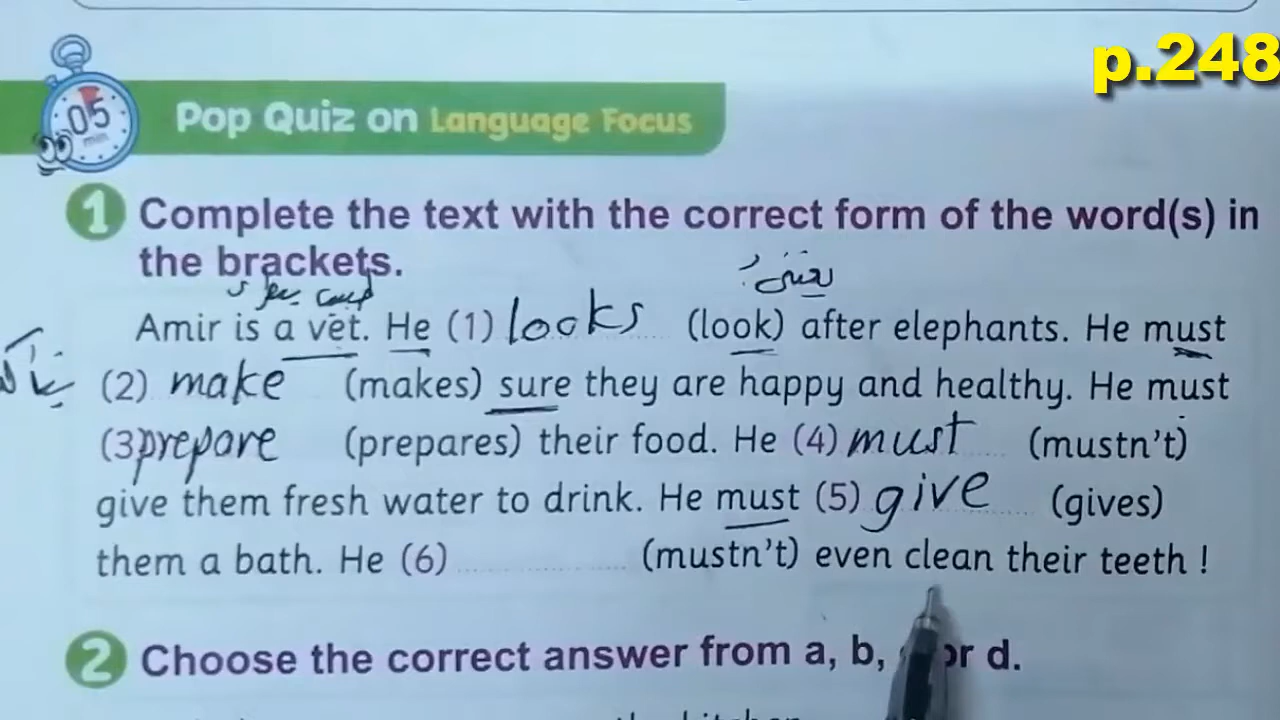 p.248
05
min
Pop Quiz on Language Focus
1 Complete the text with the correct form of the word(s) in
the brackets.
Amir is a vet. He (1) looks (look) after elephants. He must
(2) make (makes) sure they are happy and healthy. He must
(3 prepare (prepares) their food. He (4) must (mustn't)
give them fresh water to drink. He must (5) give (gives)
them a bath. He (6) (mustn't) even clean their teeth !
2 Choose the correct answer from a, b, or d.